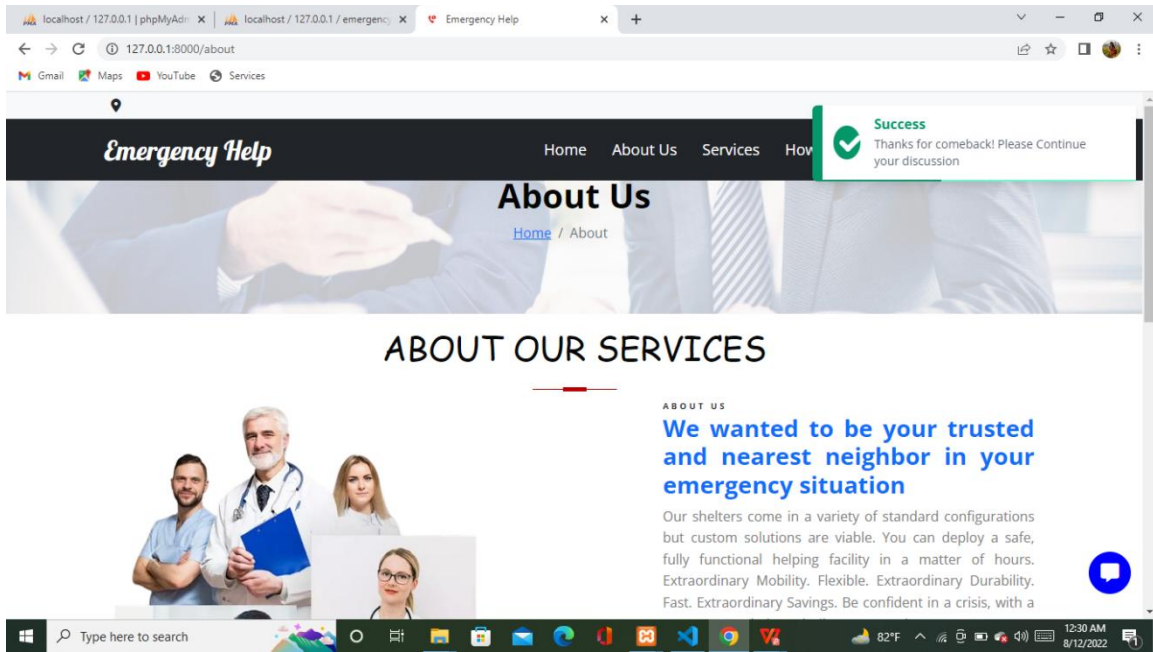 localhost / 127.0.0.1 | phpMyAdn
localhost / 127.0.0.1 / emergency
Emergency Help
127.0.0.1:8000/about
Gmail Maps YouTube Services
Emergency Help
Home About Us Services How
Success
Thanks for comeback! Please Continue
your discussion
About Us
Home / About
ABOUT OUR SERVICES
ABOUT US
We wanted to be your trusted
and nearest neighbor in your
emergency situation
Our shelters come in a variety of standard configurations
but custom solutions are viable. You can deploy a safe,
fully functional helping facility in a matter of hours.
Extraordinary Mobility. Flexible. Extraordinary Durability.
Fast. Extraordinary Savings. Be confident in a crisis, with a
Type here to search
82°F
12:30 AM
8/12/2022